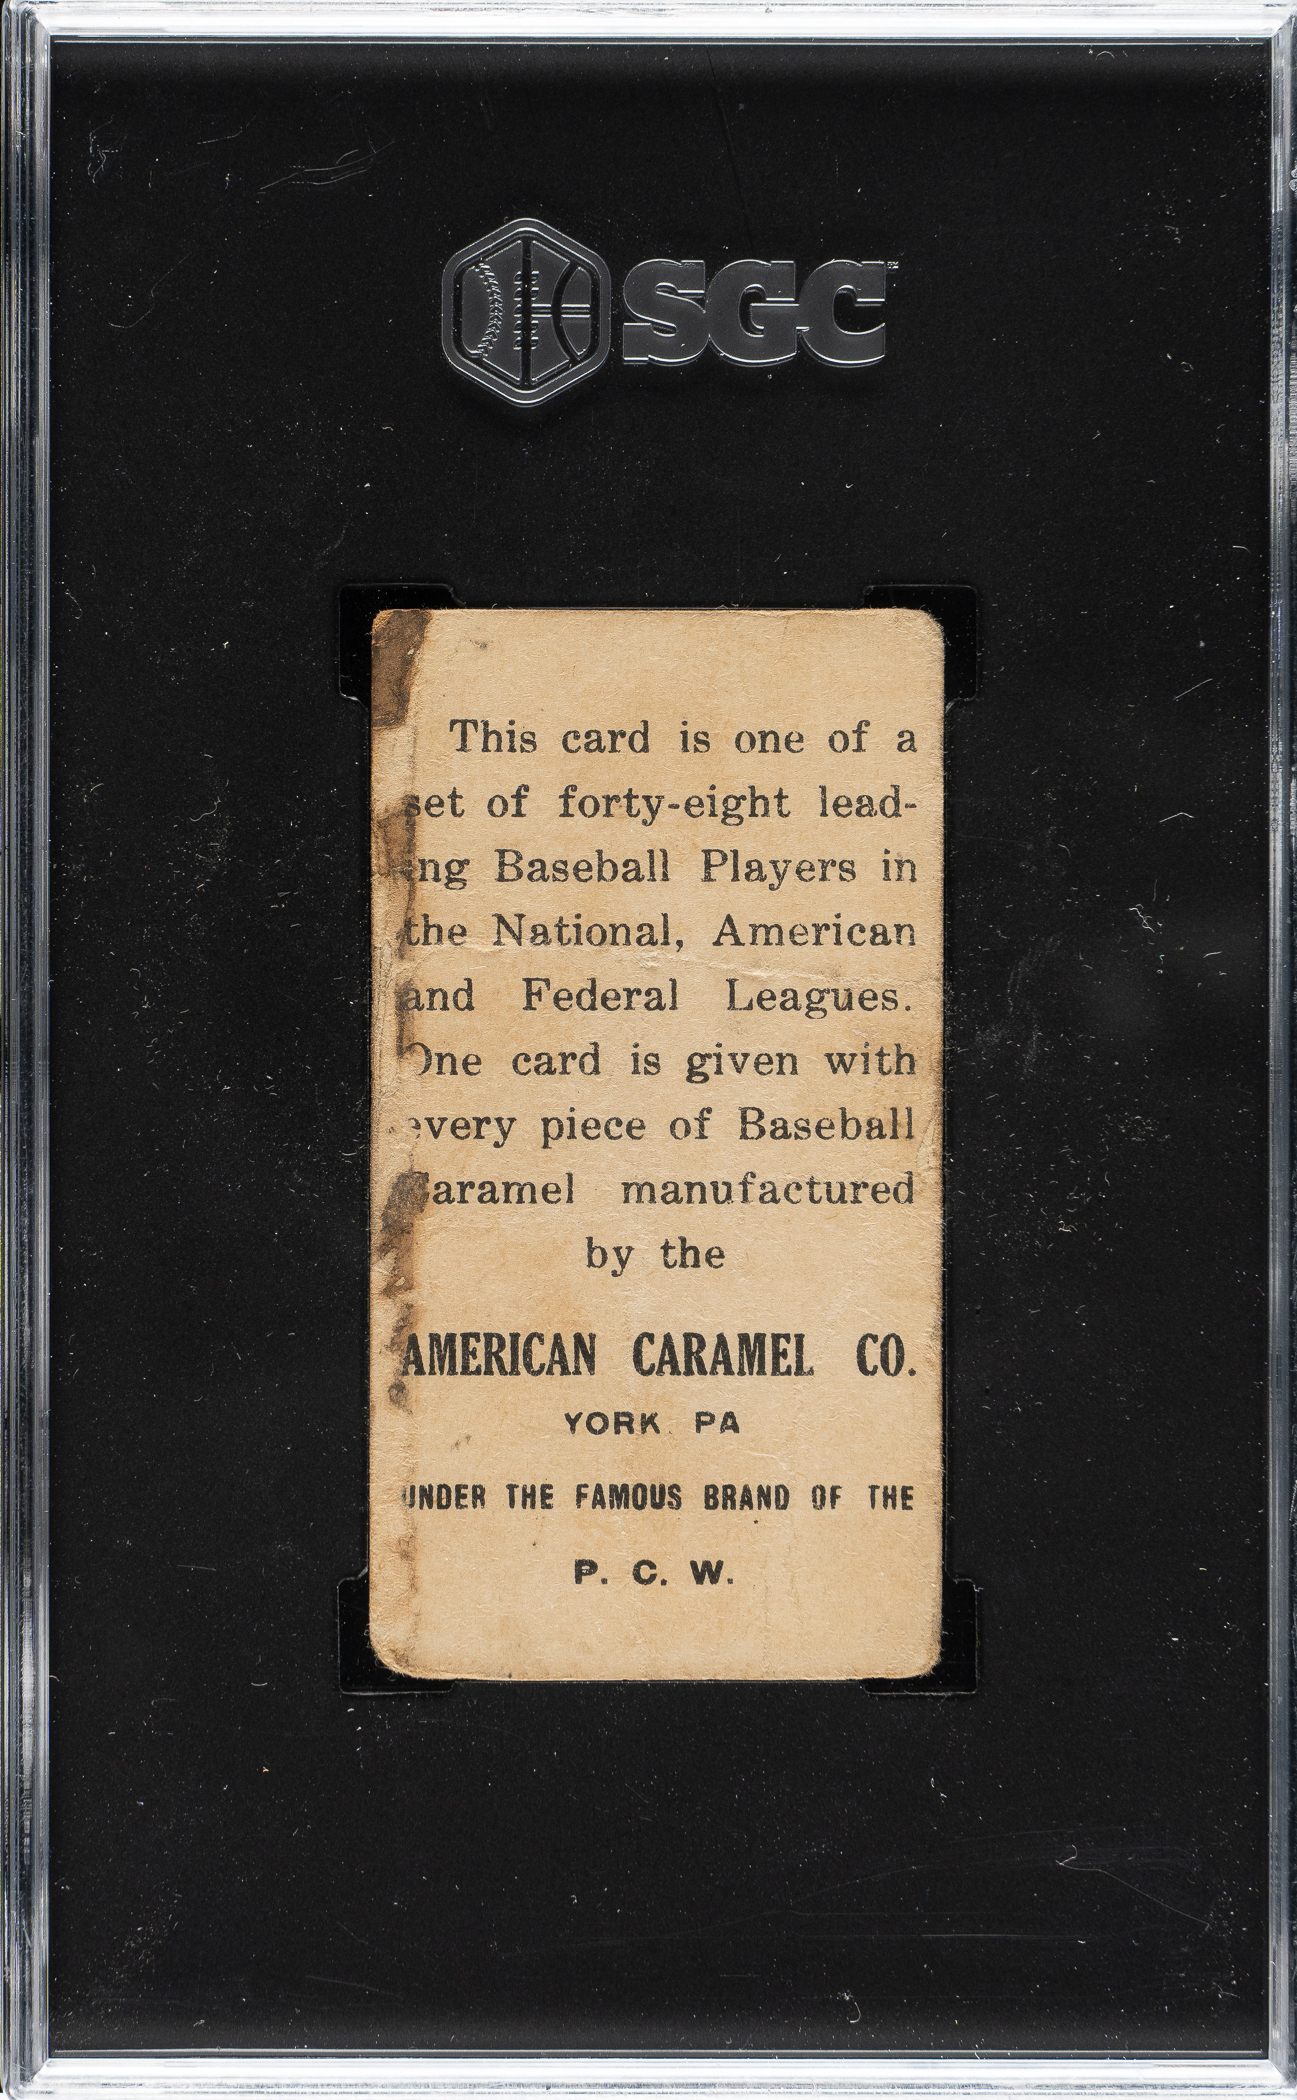 SGC
This card is one of a
set of forty-eight lead-
ing Baseball Players in
the National, American
and Federal Leagues.
One card is given with
every piece of Baseball
Caramel manufactured
by the
AMERICAN CARAMEL CO.
YORK PA
UNDER THE FAMOUS BRAND OF THE
P. C. W.